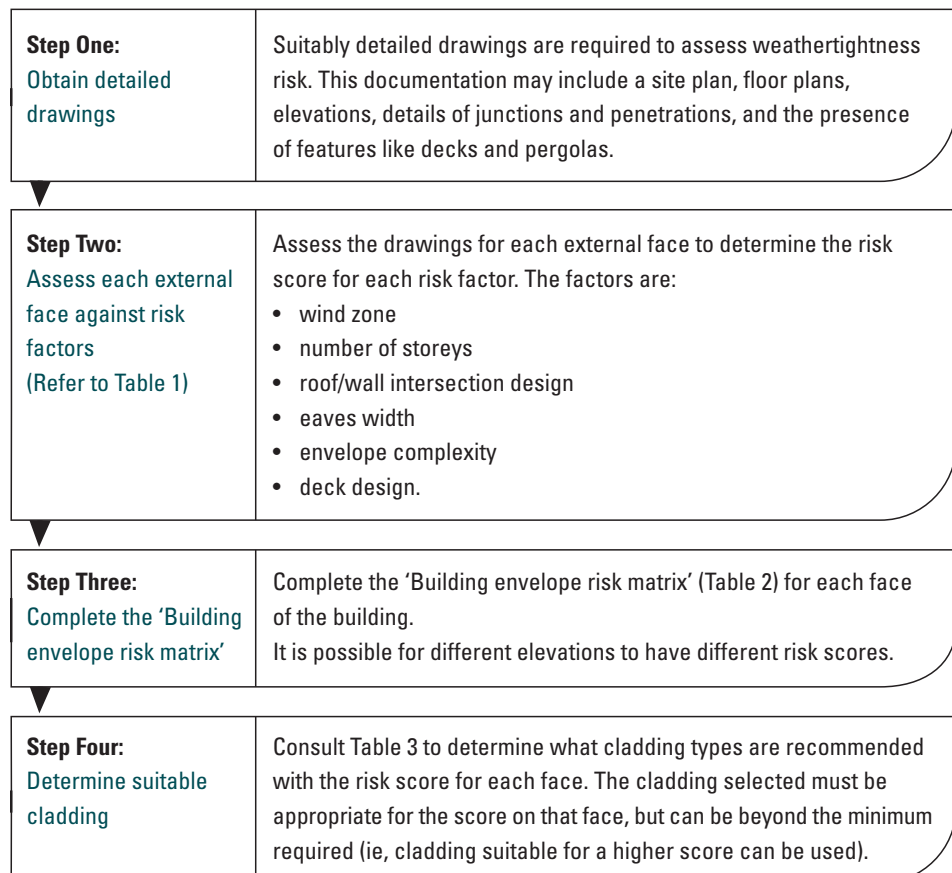 Step One:
Obtain detailed
drawings
Suitably detailed drawings are required to assess weathertightness
risk. This documentation may include a site plan, floor plans,
elevations, details of junctions and penetrations, and the presence
of features like decks and pergolas.
Step Two:
Assess each external
face against risk
factors
(Refer to Table 1)
Assess the drawings for each external face to determine the risk
score for each risk factor. The factors are:
• wind zone
• number of storeys
• roof/wall intersection design
• eaves width
• envelope complexity
• deck design.
Step Three:
Complete the ‘Building
envelope risk matrix’
Complete the ‘Building envelope risk matrix’ (Table 2) for each face
of the building.
It is possible for different elevations to have different risk scores.
Step Four:
Determine suitable
cladding
Consult Table 3 to determine what cladding types are recommended
with the risk score for each face. The cladding selected must be
appropriate for the score on that face, but can be beyond the minimum
required (ie, cladding suitable for a higher score can be used).